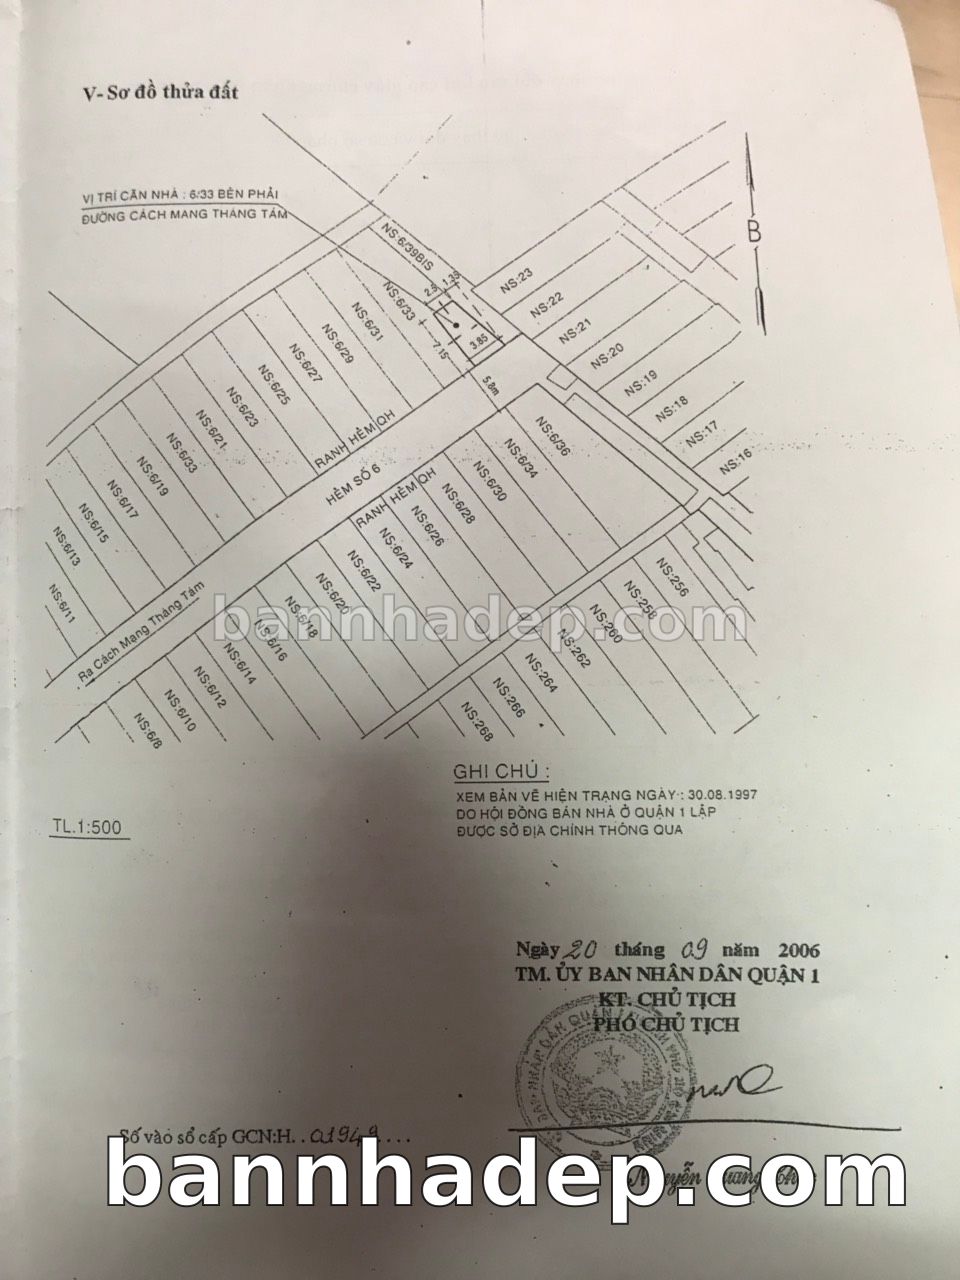 V- Sơ đồ thửa đất
VỊ TRÍ CĂN NHÀ : 6/33 BÊN PHẢI
ĐƯỜNG CÁCH MẠNG THÁNG TÁM
B
NS:6/39BIS
NS:6/33
2.5
1.35
7.15
3.85
5.8m
NS:6/31
NS:6/29
NS:6/27
NS:6/25
NS:6/23
NS:6/21
NS:6/33
NS:6/19
NS:6/17
NS:6/15
NS:6/13
NS:6/11
NS:23
NS:22
NS:21
NS:20
NS:19
NS:18
NS:17
NS:16
RANH HẺM QH
HẺM SỐ 6
RANH HẺM QH
Ra Cách Mạng Tháng Tám
NS:6/36
NS:6/34
NS:6/30
NS:6/28
NS:6/26
NS:6/24
NS:6/22
NS:6/20
NS:6/18
NS:6/16
NS:6/14
NS:6/12
NS:6/10
NS:6/8
NS:256
NS:258
NS:260
NS:262
NS:264
NS:266
NS:268
bannhadep.com
GHI CHÚ :
XEM BẢN VẼ HIỆN TRẠNG NGÀY : 30.08.1997
DO HỘI ĐỒNG BÁN NHÀ Ở QUẬN 1 LẬP
ĐƯỢC SỞ ĐỊA CHÍNH THÔNG QUA
TL.1:500
Ngày 20 tháng 09 năm 2006
TM. ỦY BAN NHÂN DÂN QUẬN 1
KT. CHỦ TỊCH
PHÓ CHỦ TỊCH
Số vào sổ cấp GCN:H..01949....
bannhadep.com